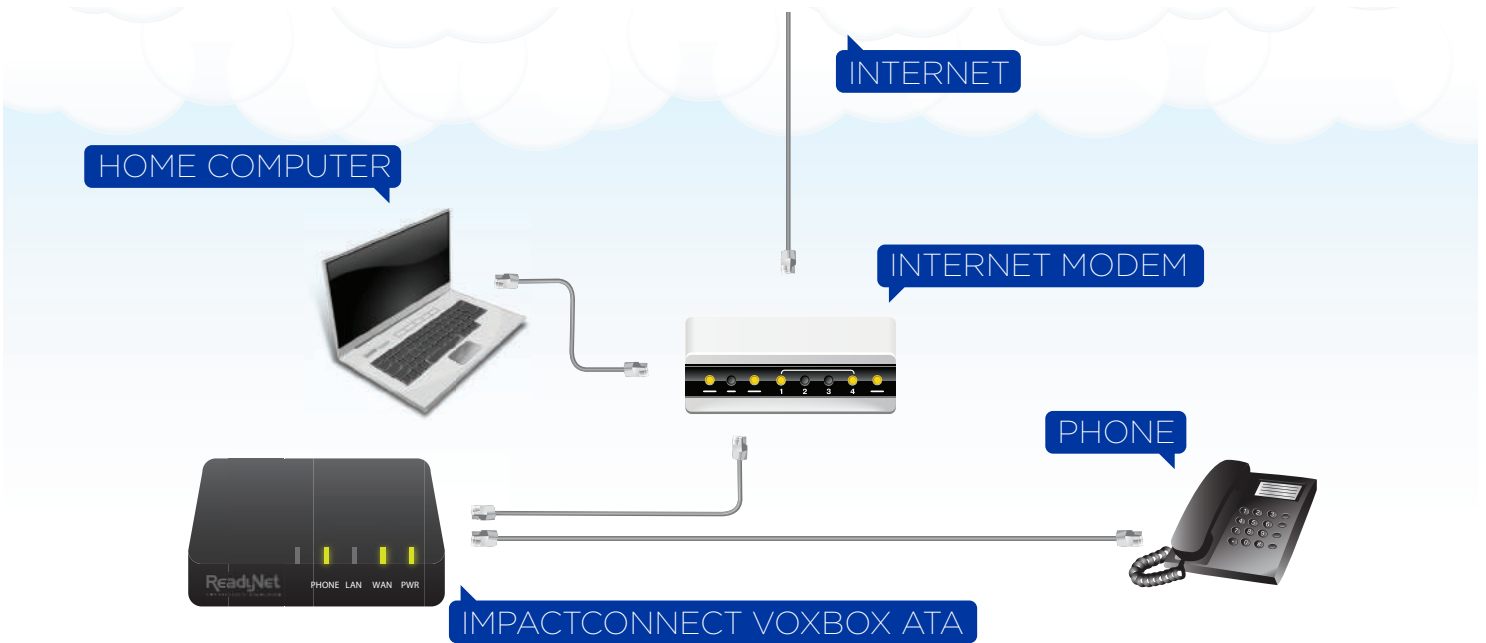 INTERNET
HOME COMPUTER
INTERNET MODEM
1 2 3 4
PHONE
ReadyNet
PHONE LAN WAN PWR
IMPACTCONNECT VOXBOX ATA